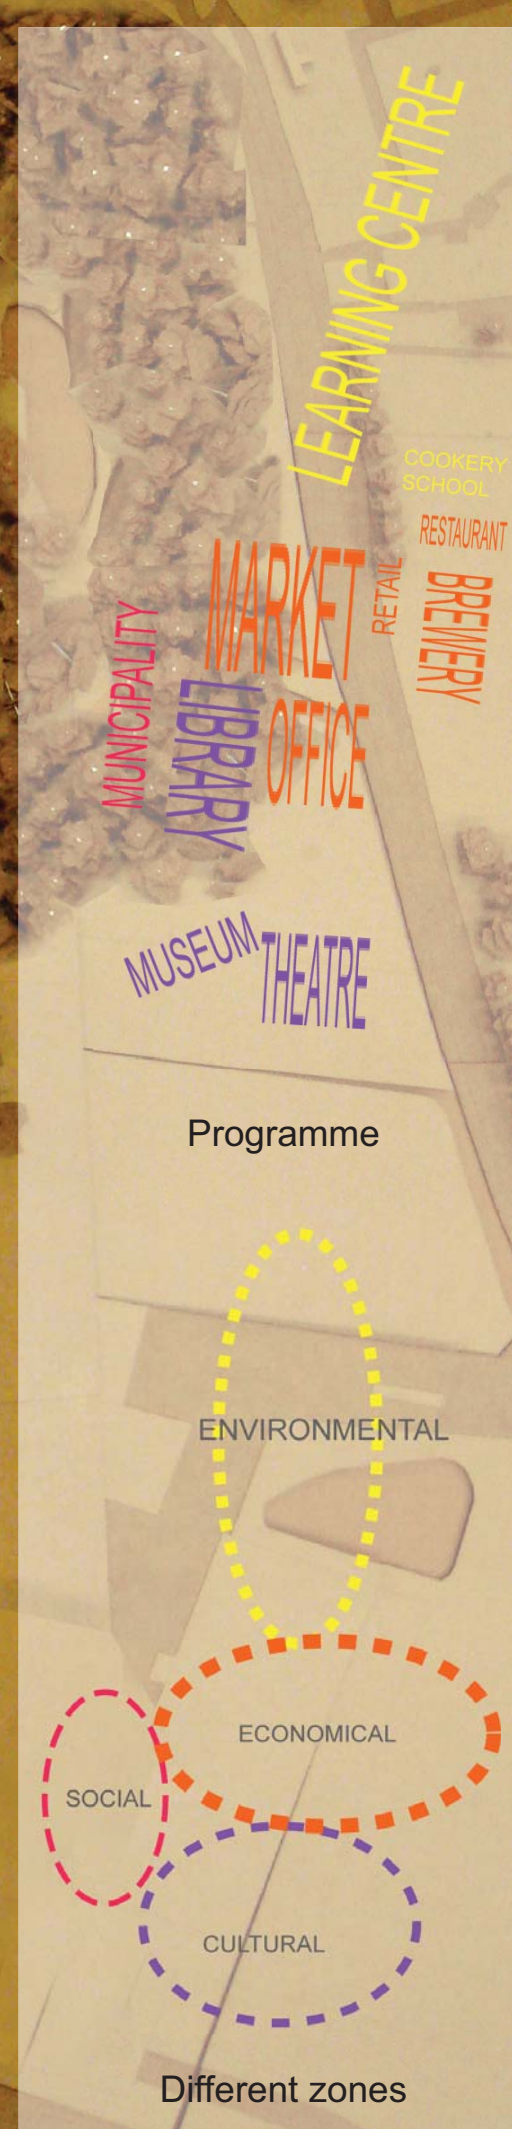 LEARNING CENTRE
COOKERY
SCHOOL
RESTAURANT
MARKET
RETAIL
BREWERY
MUNICIPALITY
LIBRARY
OFFICE
MUSEUM
THEATRE
Programme
ENVIRONMENTAL
ECONOMICAL
SOCIAL
CULTURAL
Different zones